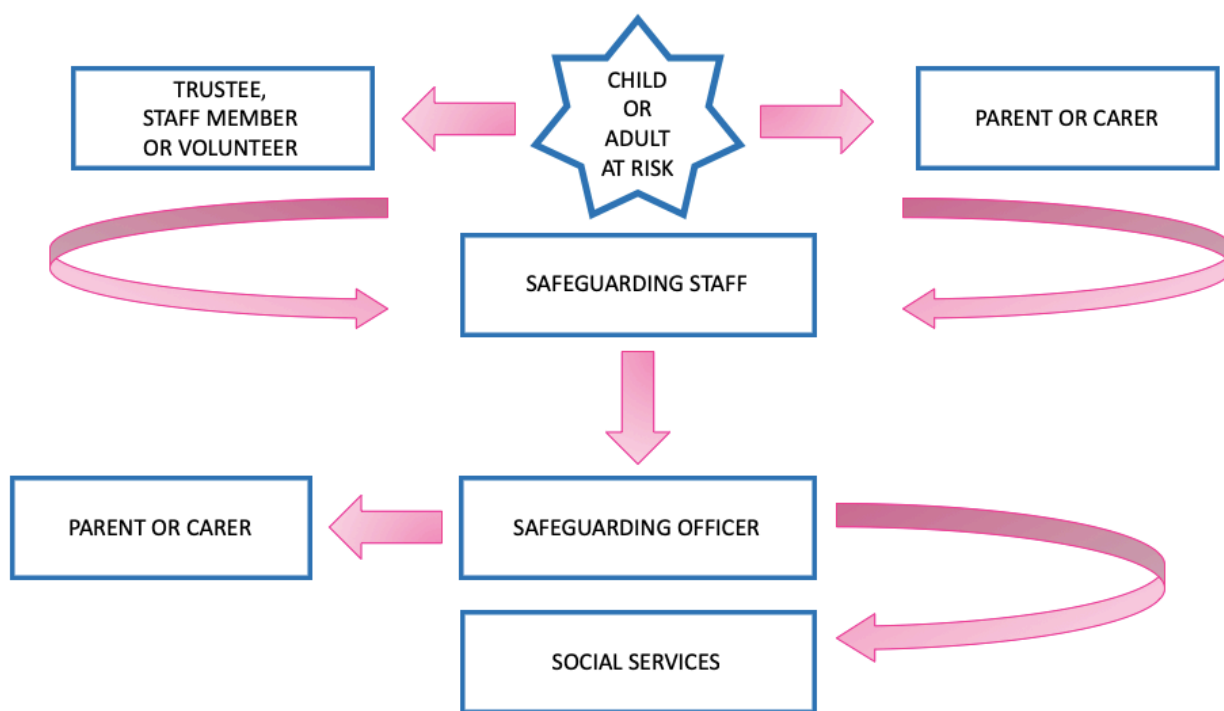 TRUSTEE,
STAFF MEMBER
OR VOLUNTEER
CHILD
OR
ADULT
AT RISK
PARENT OR CARER
SAFEGUARDING STAFF
PARENT OR CARER
SAFEGUARDING OFFICER
SOCIAL SERVICES